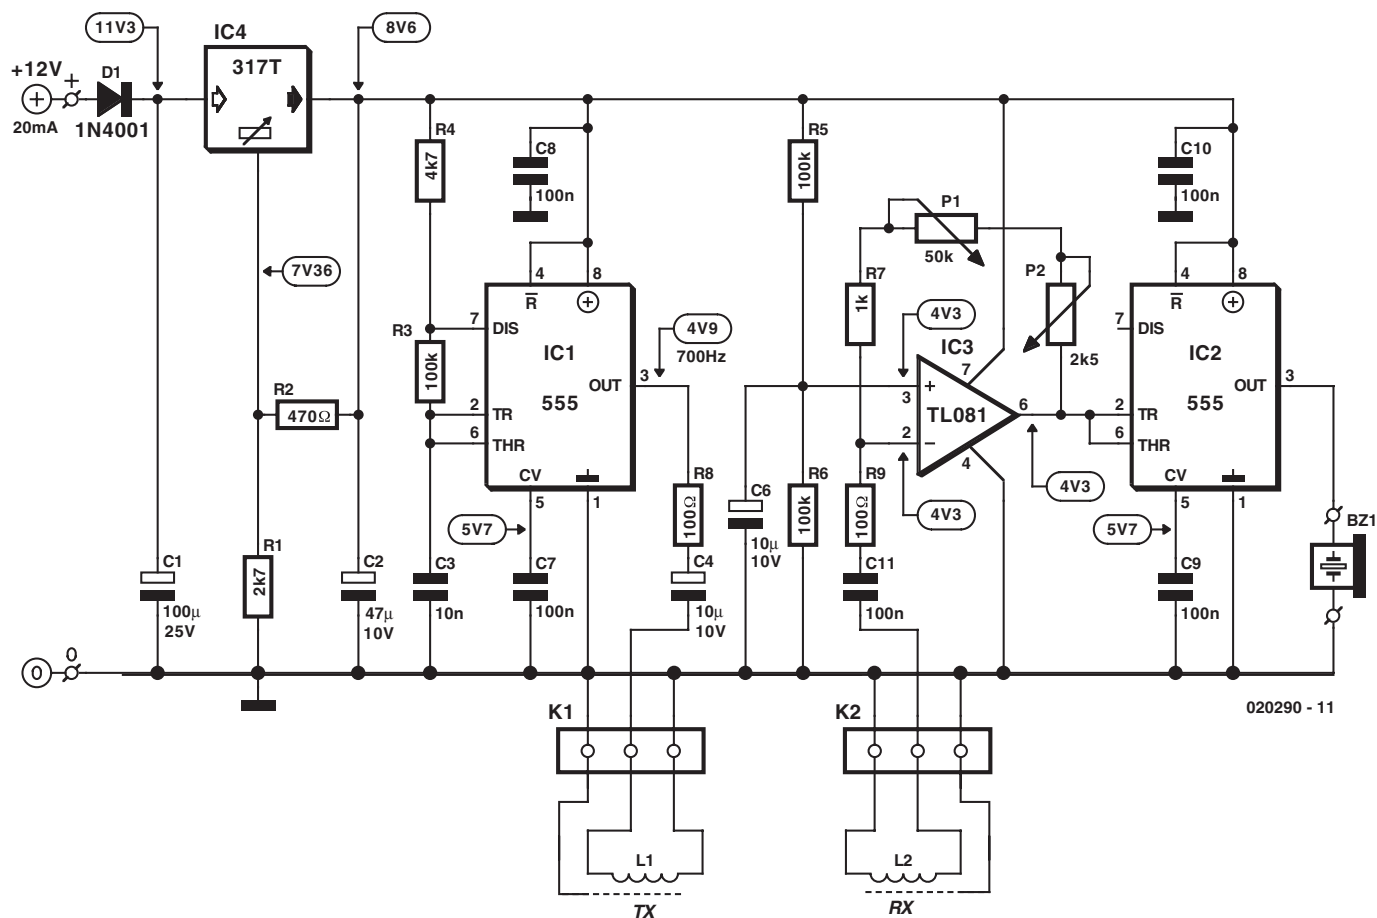 11V3
IC4
8V6
+12V
+
D1
317T
20mA
1N4001
R4
4k7
C8
100n
R5
100k
C10
100n
P1
50k
7V36
4
8
R
+
R7
1k
P2
2k5
4
8
R
+
R3
100k
7
DIS
IC1
4V9
700Hz
4V3
IC3
7
7
DIS
IC2
R2
470Ω
2
TR
555
OUT
3
+
3
TL081
6
2
TR
555
OUT
3
6
THR
2
−
4
6
THR
CV
5
1
R8
100Ω
C6
10µ
10V
R6
100k
R9
100Ω
4V3
4V3
CV
5
1
5V7
5V7
BZ1
R1
2k7
C1
100µ
25V
C2
47µ
10V
C3
10n
C7
100n
C4
10µ
10V
C11
100n
C9
100n
0
0
K1
K2
020290 - 11
L1
L2
TX
RX